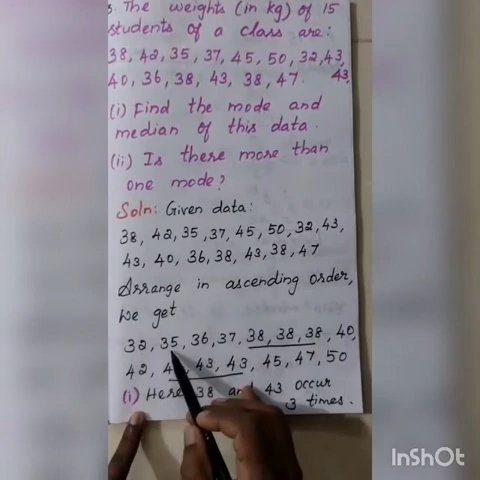 3. The weights (in kg) of 15
students of a class are:
38, 42, 35, 37, 45, 50, 32, 43,
43,
40, 36, 38, 43, 38, 47.
(i) Find the mode and
median of this data.
(ii) Is there more than
one mode?
Soln: Given data:
38, 42, 35, 37, 45, 50, 32, 43,
43, 40, 36, 38, 43, 38, 47
Arrange in ascending order,
we get
32, 35, 36, 37, 38, 38, 38, 40,
42, 43, 43, 43, 45, 47, 50
(i) Here 38 and 43 occur
3 times.
InShOt